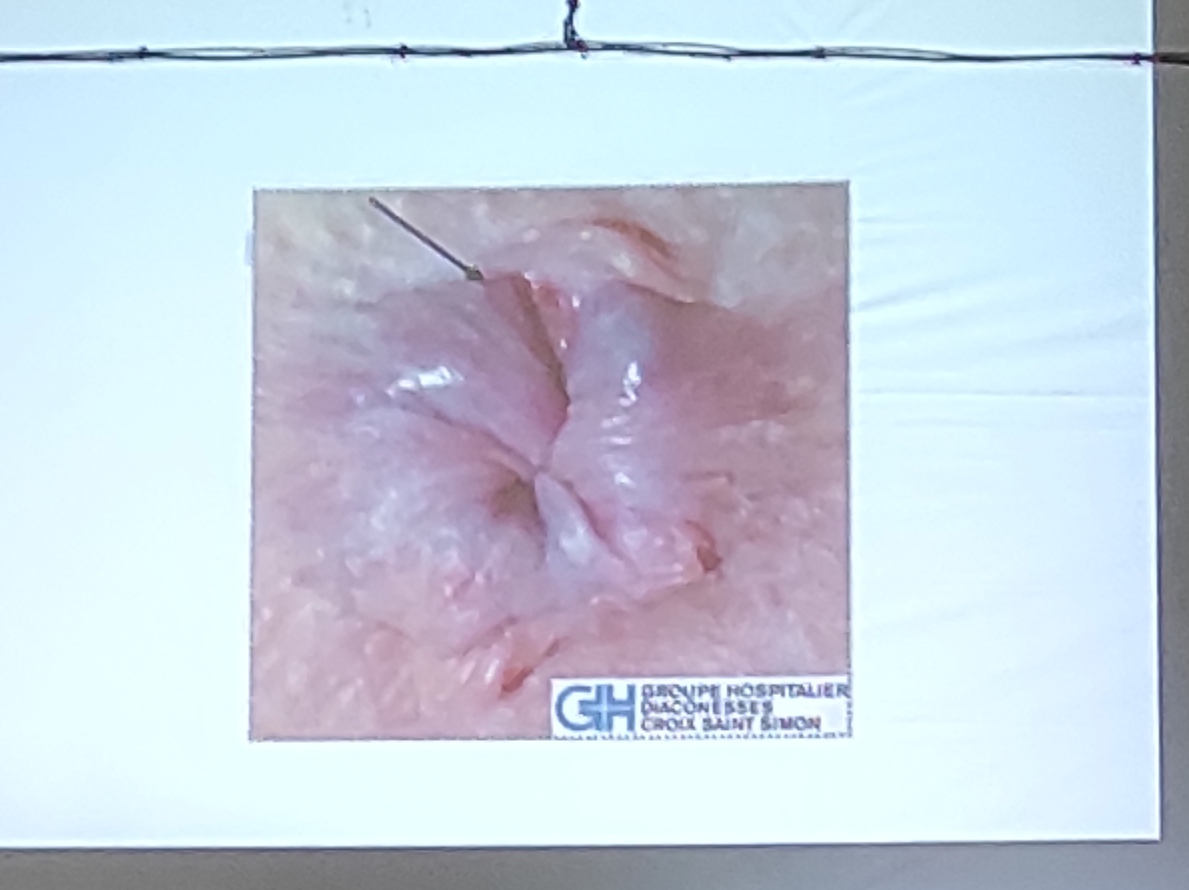 GH
GROUPE HOSPITALIER
DIACONESSES
CROIX SAINT SIMON